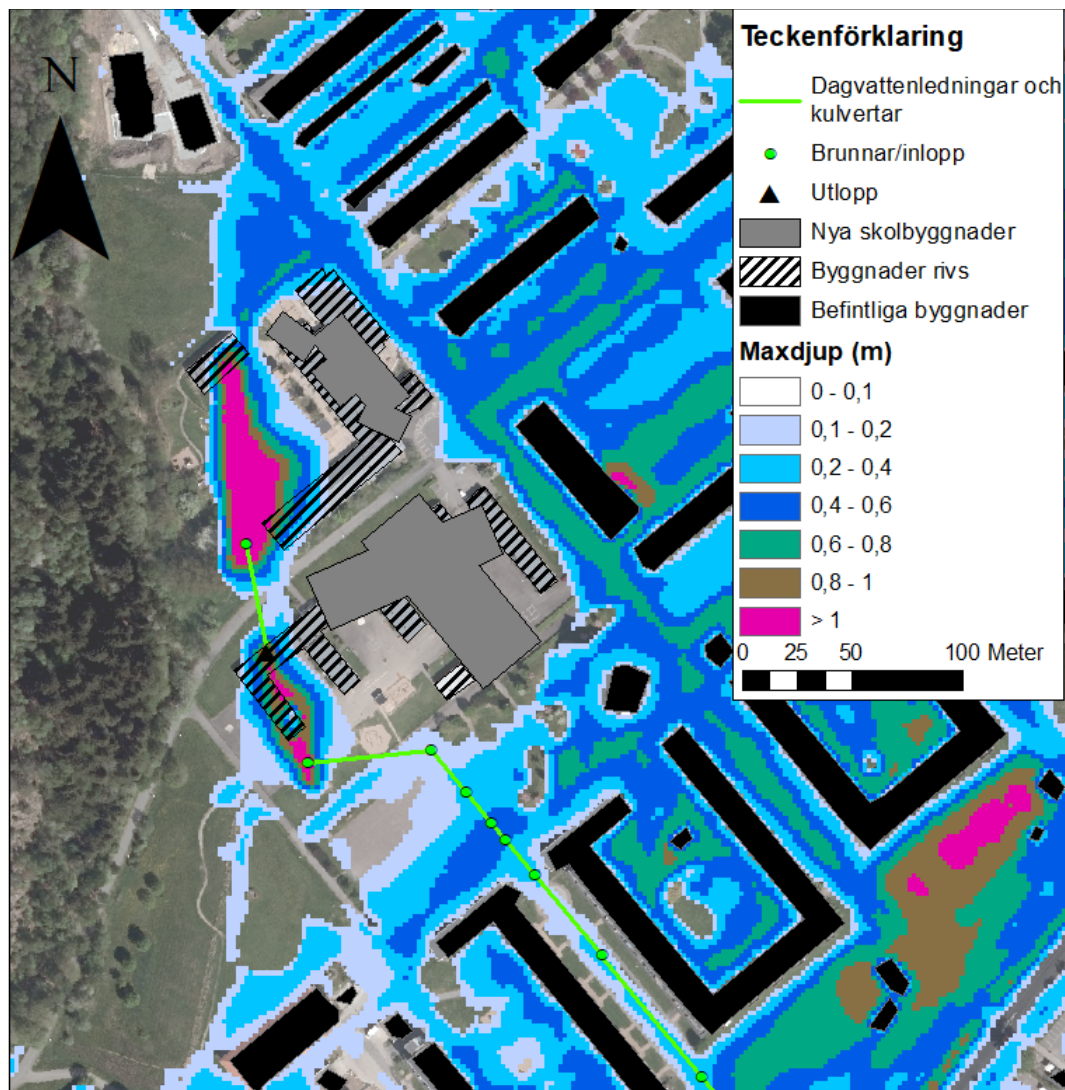 N
Teckenförklaring
Dagvattenledningar och
kulvertar
Brunnar/inlopp
Utlopp
Nya skolbyggnader
Byggnader rivs
Befintliga byggnader
Maxdjup (m)
0 - 0,1
0,1 - 0,2
0,2 - 0,4
0,4 - 0,6
0,6 - 0,8
0,8 - 1
> 1
0 25 50 100 Meter